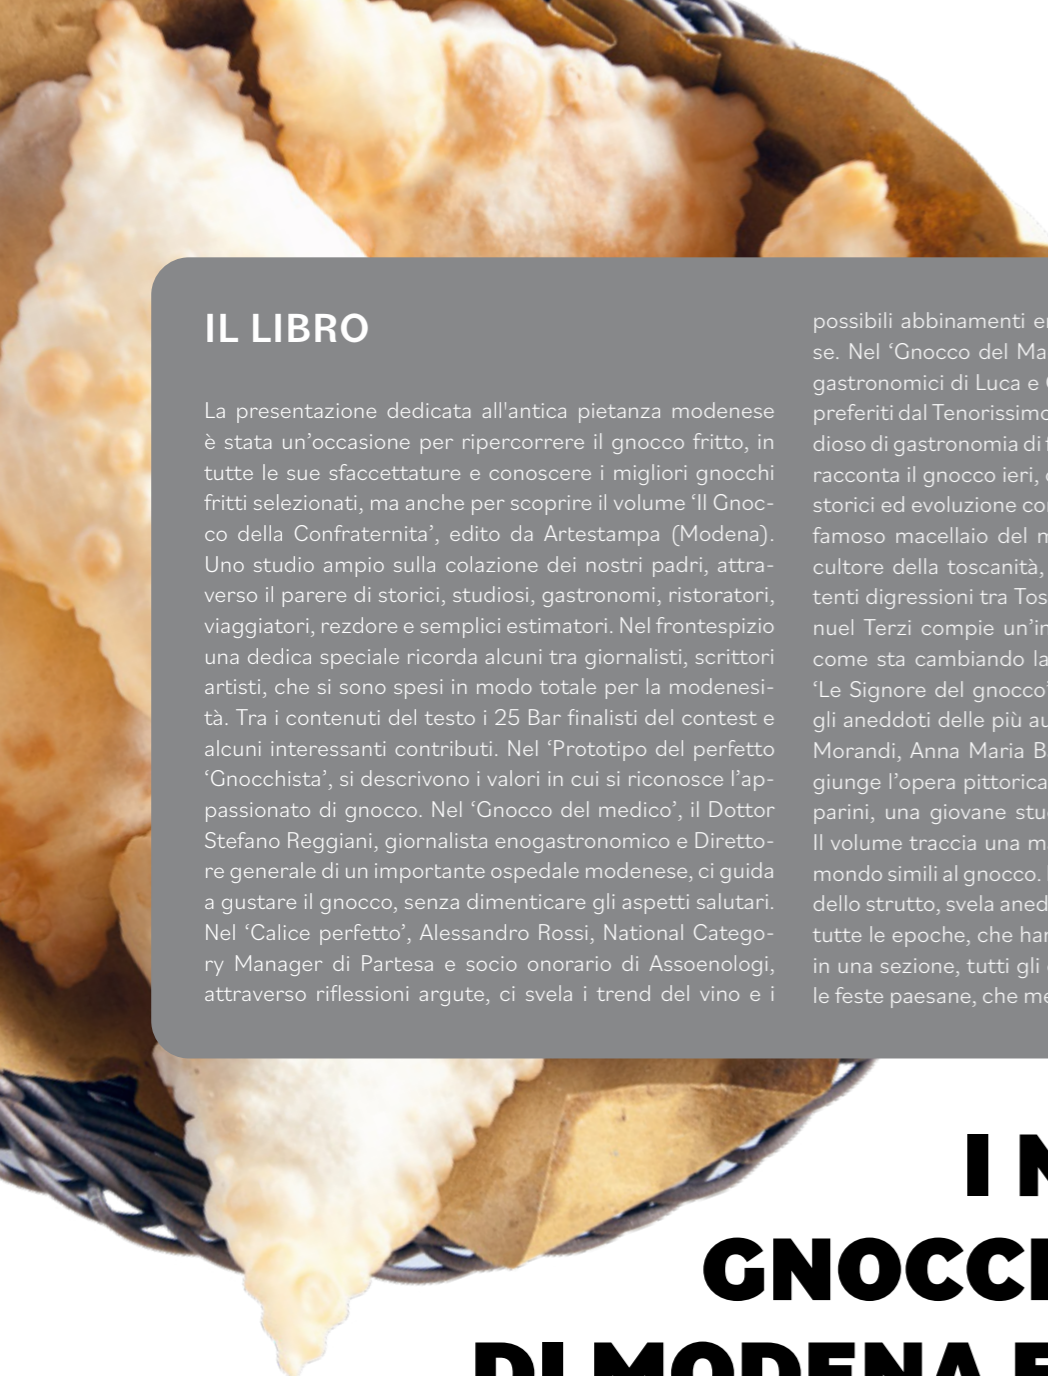 IL LIBRO
La presentazione dedicata all'antica pietanza modenese
è stata un’occasione per ripercorrere il gnocco fritto, in
tutte le sue sfaccettature e conoscere i migliori gnocchi
fritti selezionati, ma anche per scoprire il volume ‘Il Gnoc-
co della Confraternita’, edito da Artestampa (Modena).
Uno studio ampio sulla colazione dei nostri padri, attra-
verso il parere di storici, studiosi, gastronomi, ristoratori,
viaggiatori, rezdore e semplici estimatori. Nel frontespizio
una dedica speciale ricorda alcuni tra giornalisti, scrittori
artisti, che si sono spesi in modo totale per la modenesi-
tà. Tra i contenuti del testo i 25 Bar finalisti del contest e
alcuni interessanti contributi. Nel ‘Prototipo del perfetto
‘Gnocchista’, si descrivono i valori in cui si riconosce l’ap-
passionato di gnocco. Nel ‘Gnocco del medico’, il Dottor
Stefano Reggiani, giornalista enogastronomico e Diretto-
re generale di un importante ospedale modenese, ci guida
a gustare il gnocco, senza dimenticare gli aspetti salutari.
Nel ‘Calice perfetto’, Alessandro Rossi, National Catego-
ry Manager di Partesa e socio onorario di Assoenologi,
attraverso riflessioni argute, ci svela i trend del vino e i
possibili abbinamenti
se. Nel ‘Gnocco del
gastronomici di Luca e
preferiti dal Tenorissimo
dioso di gastronomia di
racconta il gnocco ieri,
storici ed evoluzione
famoso macellaio del
cultore della toscanità,
tenti digressioni tra
nuel Terzi compie
come sta cambiando la
‘Le Signore del gnocco’
gli aneddoti delle più
Morandi, Anna Maria
giunge l’opera pittorica
parini, una giovane
Il volume traccia una
mondo simili al gnocco.
dello strutto, svela
tutte le epoche, che
in una sezione, tutti gli
le feste paesane, che
I
DI MODENA